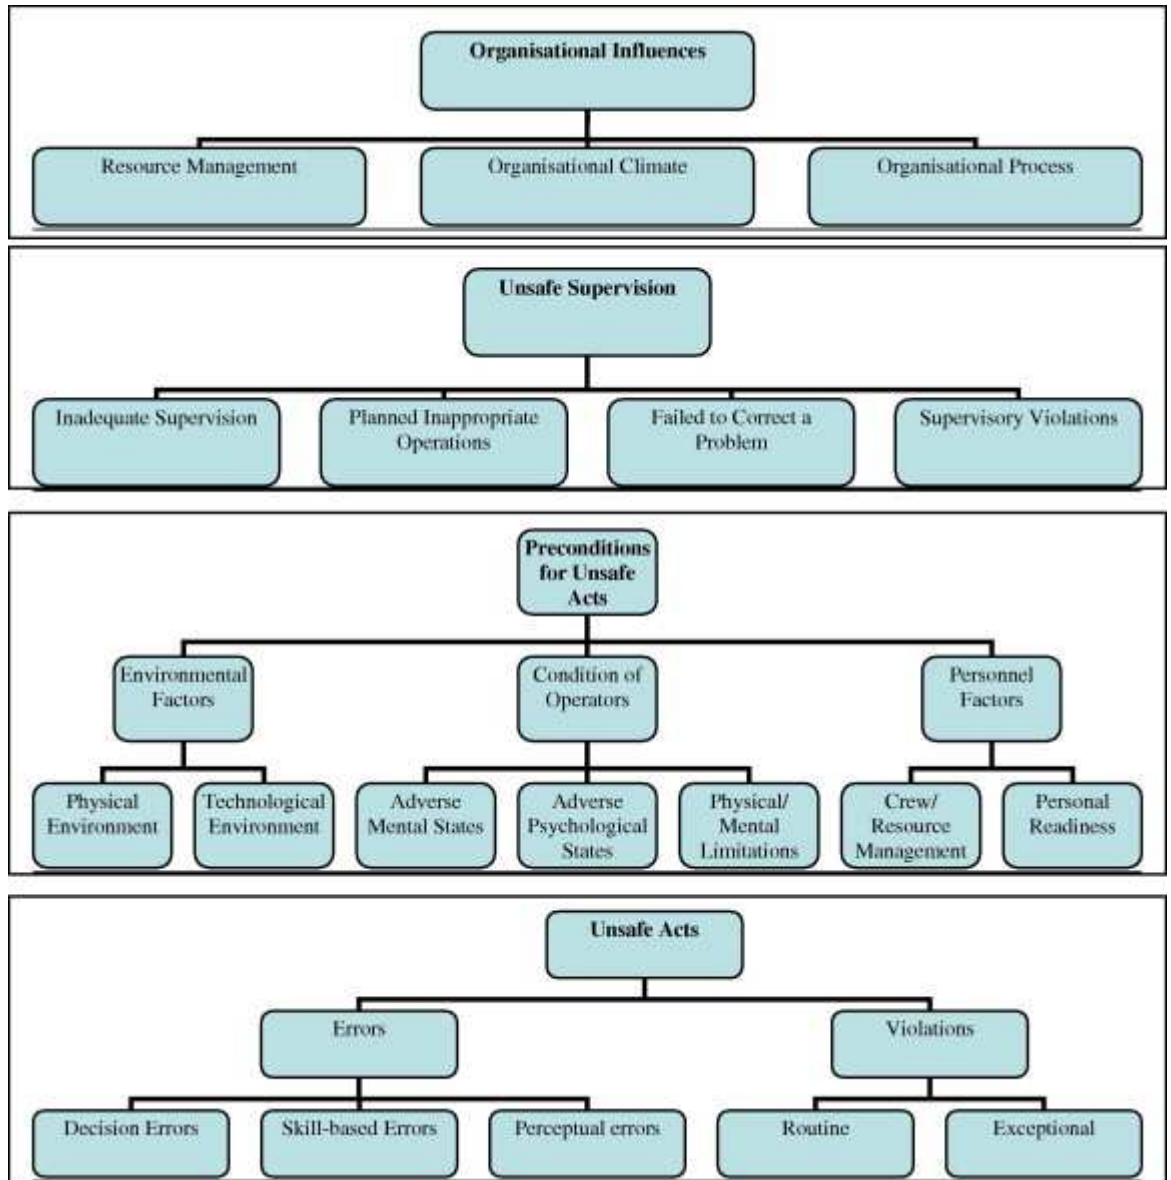 Organisational Influences
Resource Management
Organisational Climate
Organisational Process
Unsafe Supervision
Inadequate Supervision
Planned Inappropriate
Operations
Failed to Correct a
Problem
Supervisory Violations
Preconditions
for Unsafe
Acts
Environmental
Factors
Condition of
Operators
Personnel
Factors
Physical
Environment
Technological
Environment
Adverse
Mental States
Adverse
Psychological
States
Physical/
Mental
Limitations
Crew/
Resource
Management
Personal
Readiness
Unsafe Acts
Errors
Violations
Decision Errors
Skill-based Errors
Perceptual errors
Routine
Exceptional